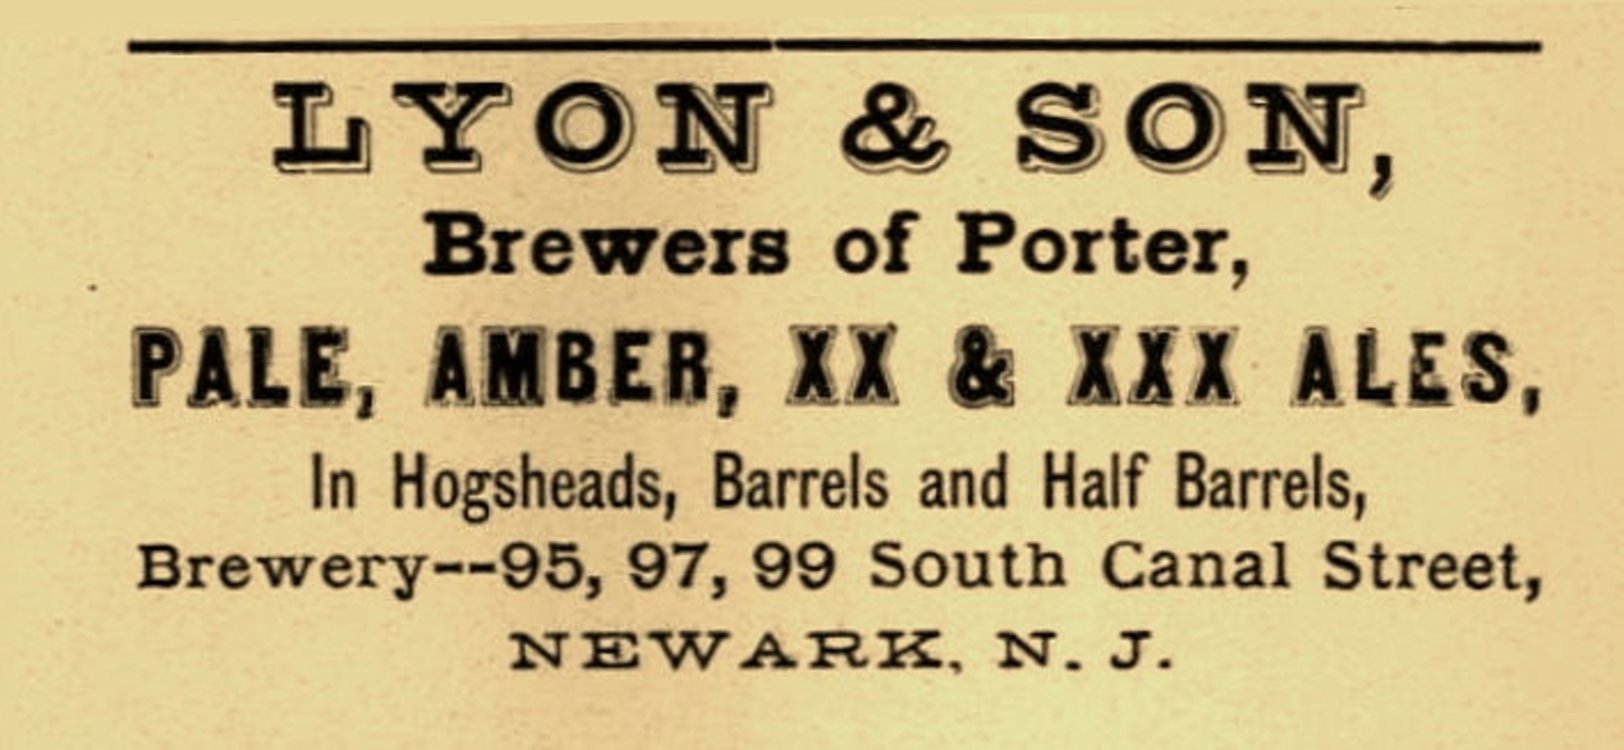 LYON & SON,
Brewers of Porter,
PALE, AMBER, XX & XXX ALES,
In Hogsheads, Barrels and Half Barrels,
Brewery--95, 97, 99 South Canal Street,
NEWARK, N. J.